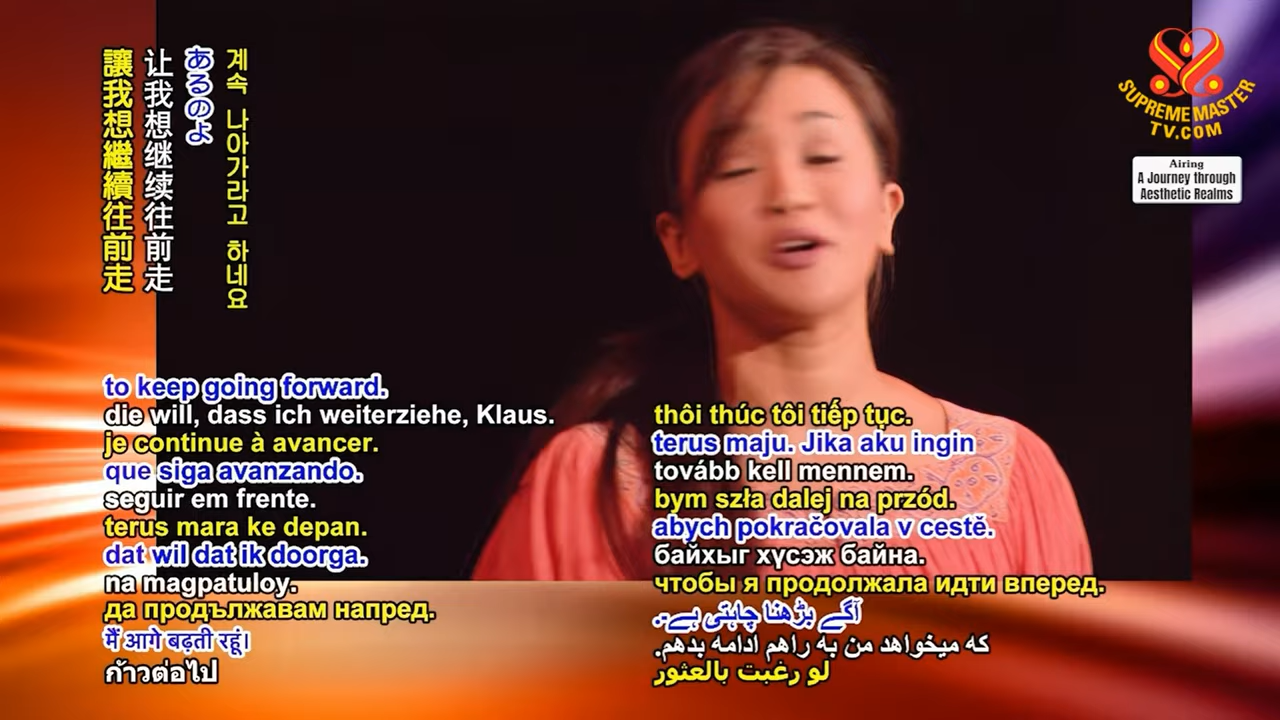 讓我想繼續往前走
让我想继续往前走
あるのよ
계속 나아가라고 하네요
SUPREME MASTER
TV.COM
Airing
A Journey through
Aesthetic Realms
to keep going forward.
die will, dass ich weiterziehe, Klaus.
je continue à avancer.
que siga avanzando.
seguir em frente.
terus mara ke depan.
dat wil dat ik doorga.
na magpatuloy.
да продължавам напред.
मैं आगे बढ़ती रहूं।
ก้าวต่อไป
thôi thúc tôi tiếp tục.
terus maju. Jika aku ingin
tovább kell mennem.
bym szła dalej na przód.
abych pokračovala v cestě.
байхыг хүсэж байна.
чтобы я продолжала идти вперед.
آگے بڑھنا چاہتی ہے۔.
که میخواهد من به راهم ادامه بدهم.
لو رغبت بالعثور